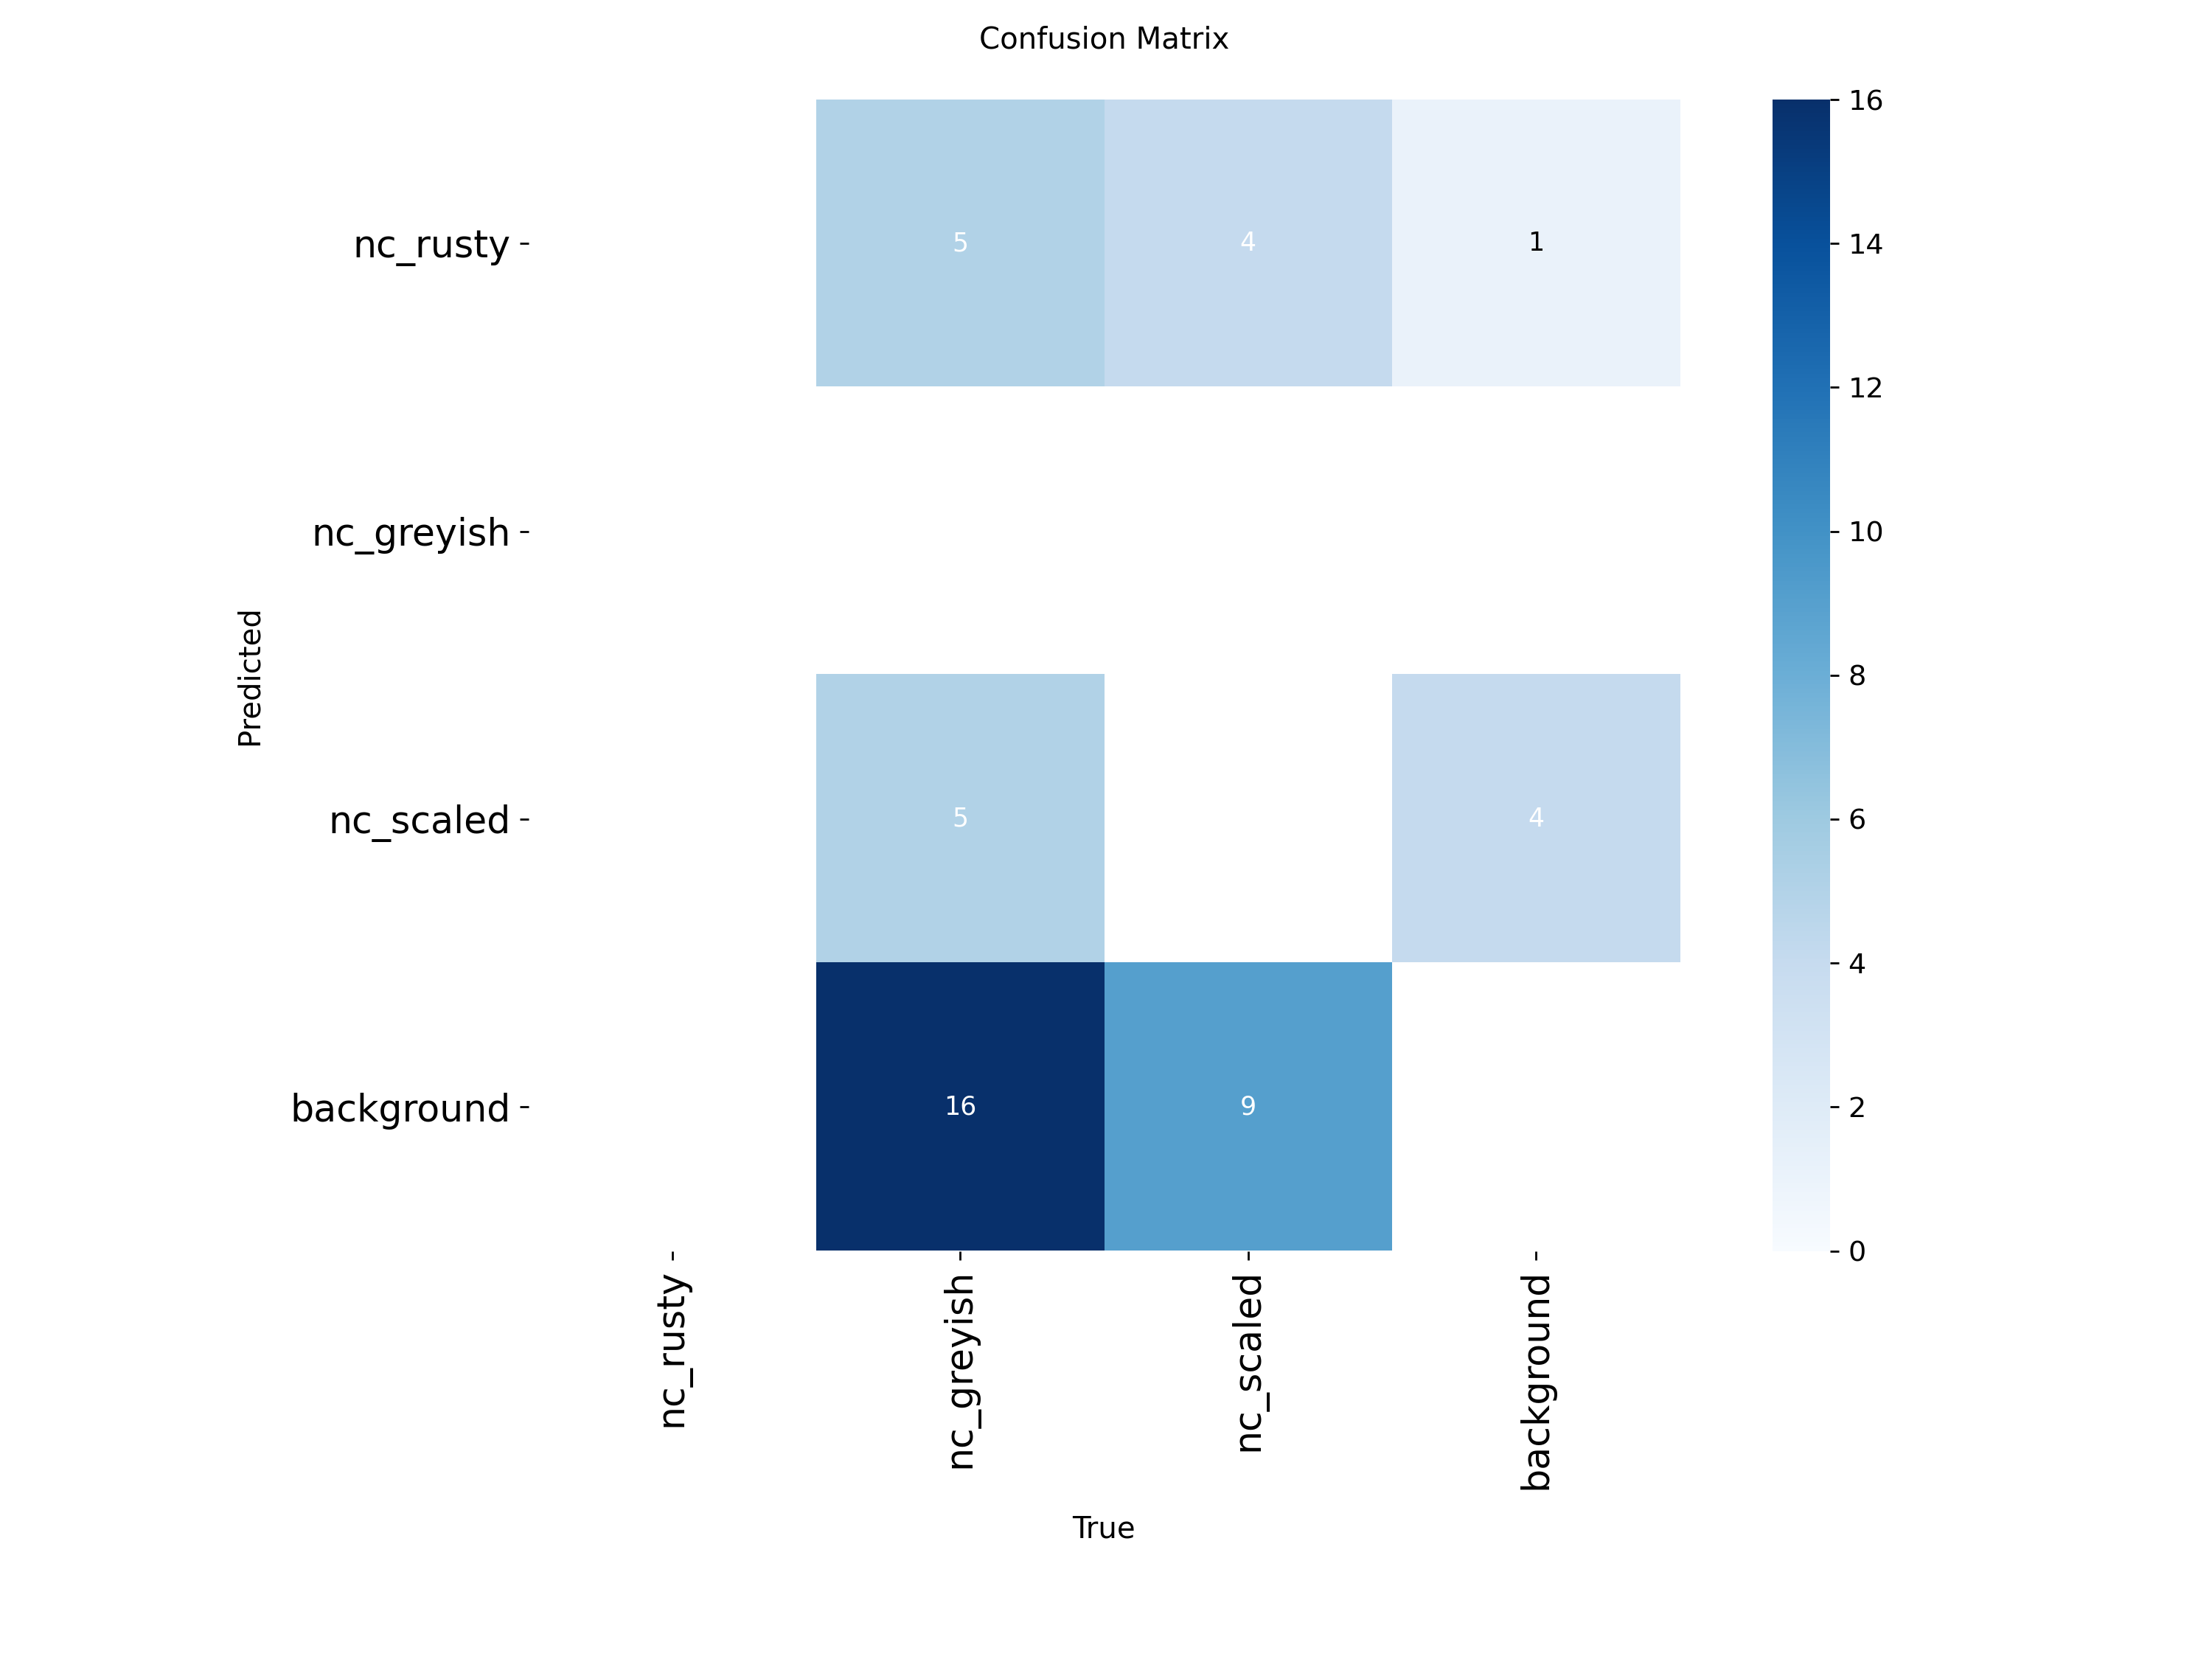 Confusion Matrix
nc_rusty
5
4
1
nc_greyish
nc_scaled
5
4
background
16
9
Predicted
nc_rusty
nc_greyish
nc_scaled
background
True
16
14
12
10
8
6
4
2
0